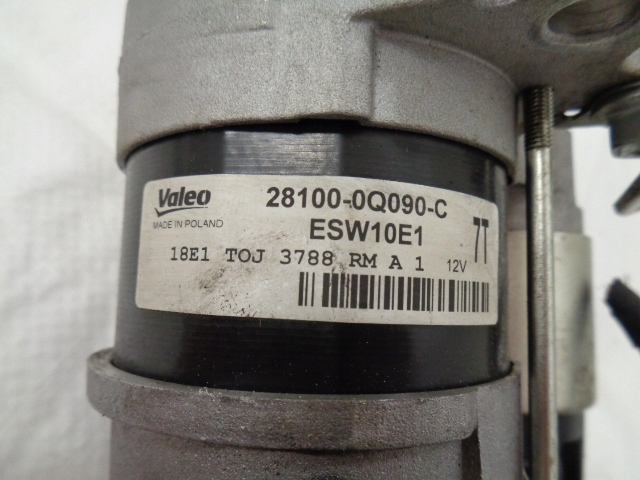 Valeo
MADE IN POLAND
28100-0Q090-C
ESW10E1
7T
18E1 TOJ 3788 RM A 1 12V